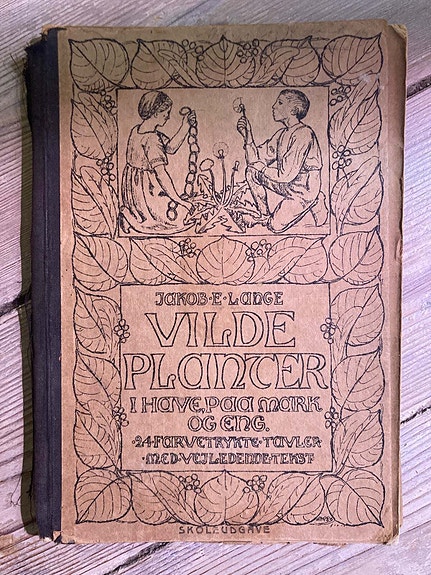 JAKOB·E·LANGE
VILDE
PLANTER
I HAVE, PAA MARK
OG ENG.
·24·FARVETRYKTE·TAVLER·
·MED·VEJLEDENDE·TEKST·
SKOLEUDGAVE